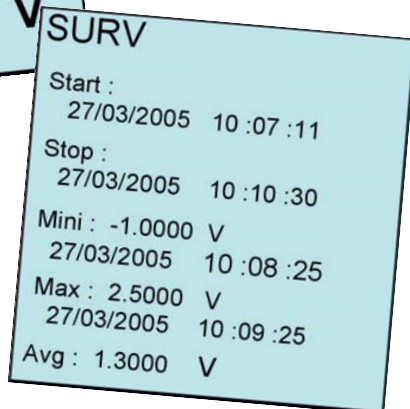 V
SURV
Start :
27/03/2005 10 :07 :11
Stop :
27/03/2005 10 :10 :30
Mini : -1.0000 V
27/03/2005 10 :08 :25
Max : 2.5000 V
27/03/2005 10 :09 :25
Avg : 1.3000 V